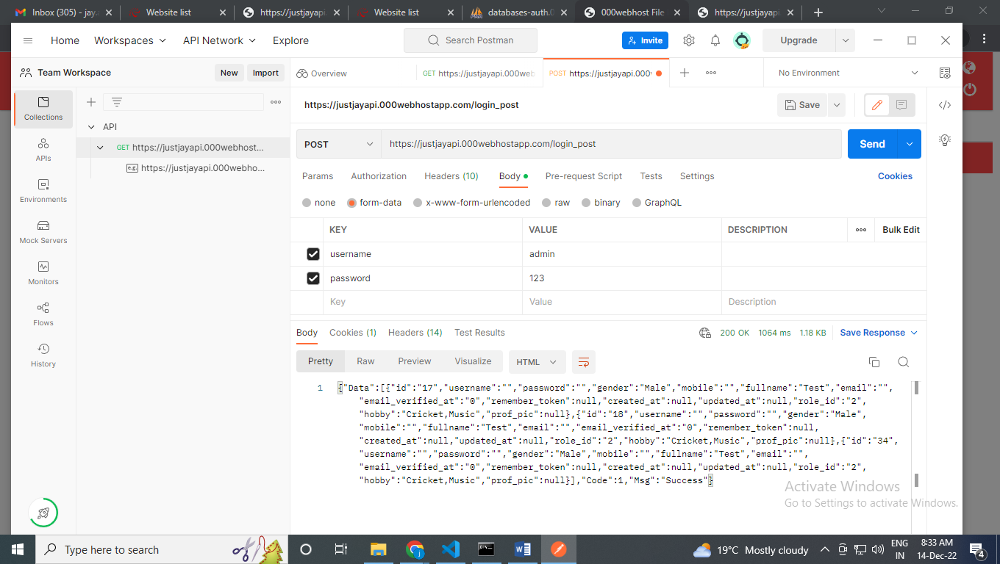 Inbox (305) - jay
Website list
https://justjayapi
Website list
databases-auth.0
000webhost File
https://justjayapi
Home
Workspaces
API Network
Explore
Search Postman
Invite
Upgrade
Team Workspace
New
Import
Overview
GET https://justjayapi.000web
POST https://justjayapi.000
No Environment
Collections
APIs
Environments
Mock Servers
Monitors
Flows
History
API
GET https://justjayapi.000webhost...
e.g. https://justjayapi.000webho...
https://justjayapi.000webhostapp.com/login_post
Save
POST
https://justjayapi.000webhostapp.com/login_post
Send
Params
Authorization
Headers (10)
Body
Pre-request Script
Tests
Settings
Cookies
none
form-data
x-www-form-urlencoded
raw
binary
GraphQL
KEY
VALUE
DESCRIPTION
Bulk Edit
username
admin
password
123
Key
Value
Description
Body
Cookies (1)
Headers (14)
Test Results
200 OK
1064 ms
1.18 KB
Save Response
Pretty
Raw
Preview
Visualize
HTML
1
{"Data":[{"id":"17","username":"","password":"","gender":"Male","mobile":"","fullname":"Test","email":"",
"email_verified_at":"0","remember_token":null,"created_at":null,"updated_at":null,"role_id":"2",
"hobby":"Cricket,Music","prof_pic":null},{"id":"18","username":"","password":"","gender":"Male",
"mobile":"","fullname":"Test","email":"","email_verified_at":"0","remember_token":null,
"created_at":null,"updated_at":null,"role_id":"2","hobby":"Cricket,Music","prof_pic":null},{"id":"34",
"username":"","password":"","gender":"Male","mobile":"","fullname":"Test","email":"",
"email_verified_at":"0","remember_token":null,"created_at":null,"updated_at":null,"role_id":"2",
"hobby":"Cricket,Music","prof_pic":null}],"Code":1,"Msg":"Success"}
Activate Windows
Go to Settings to activate Windows.
Type here to search
19°C Mostly cloudy
ENG
IN
8:33 AM
14-Dec-22
4